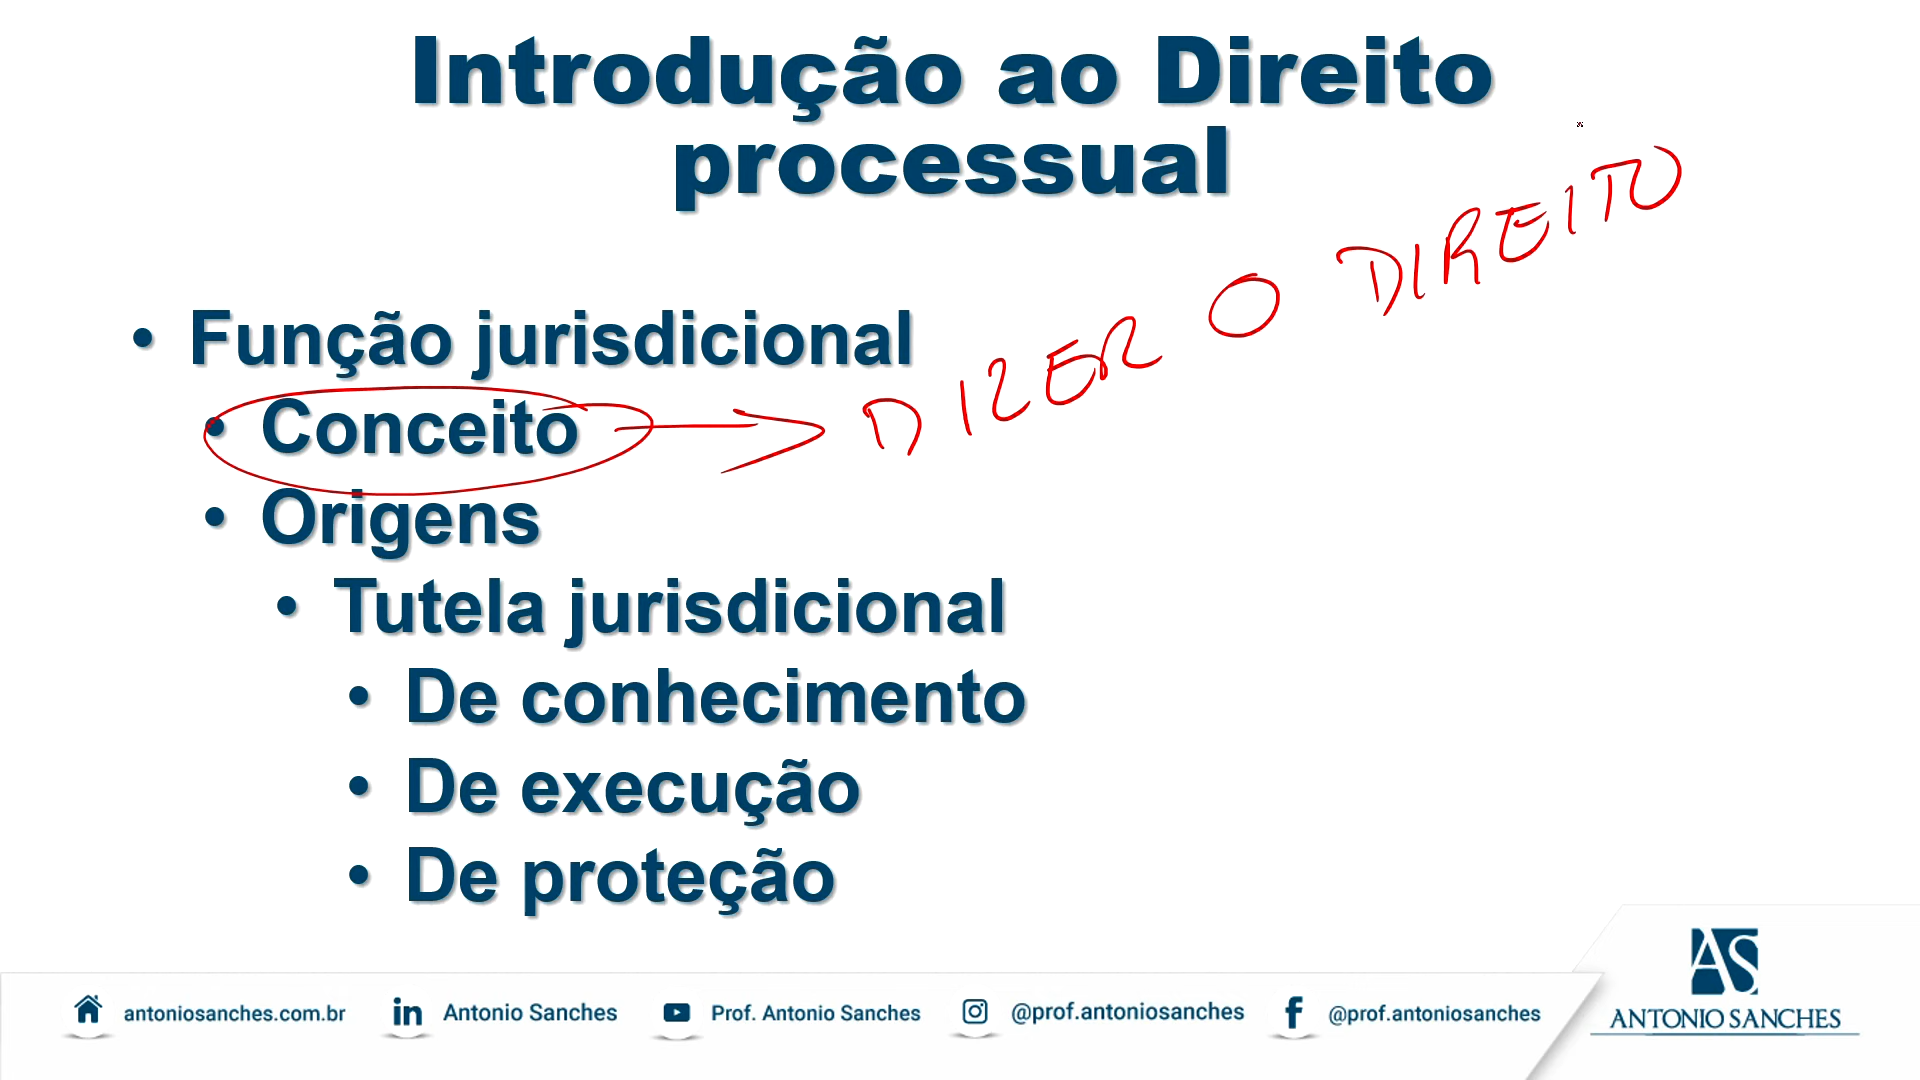 Introdução ao Direito
processual
• Função jurisdicional
• Conceito
DIZER O DIREITO
• Origens
• Tutela jurisdicional
• De conhecimento
• De execução
• De proteção
antoniosanches.com.br Antonio Sanches Prof. Antonio Sanches @prof.antoniosanches @prof.antoniosanches
AS
ANTONIO SANCHES